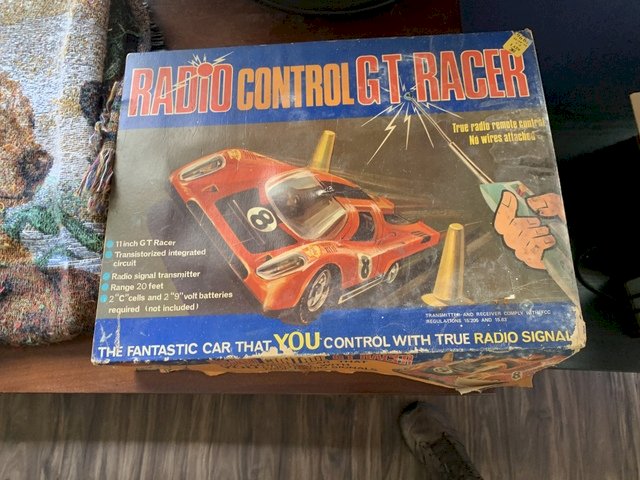 RADIO CONTROL GT RACER
True radio remote control
No wires attached
8
8
11 inch GT Racer
Transistorized integrated
circuit
Radio signal transmitter
Range 20 feet
2 "C" cells and 2 "9" volt batteries
required (not included)
TRANSMITTER AND RECEIVER COMPLY WITH FCC
REGULATIONS 15.205 AND 15.63
THE FANTASTIC CAR THAT YOU CONTROL WITH TRUE RADIO SIGNAL